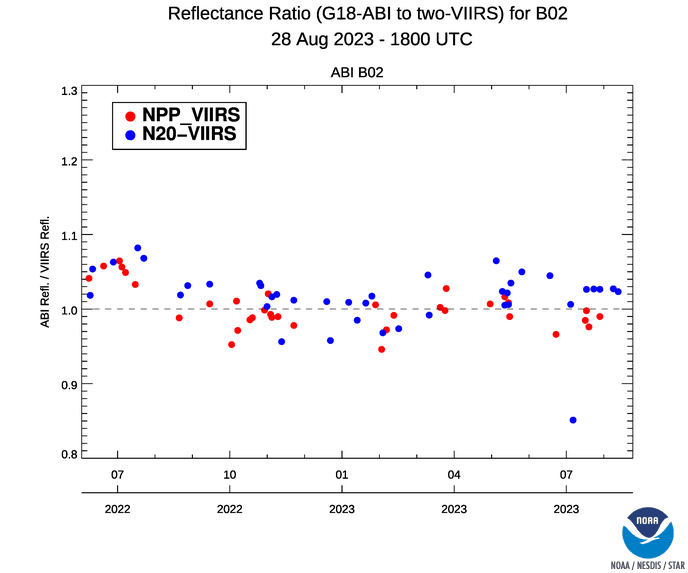 Reflectance Ratio (G18-ABI to two-VIIRS) for B02
28 Aug 2023 - 1800 UTC
ABI B02
NPP_VIIRS
N20-VIIRS
ABI Refl. / VIIRS Refl.
1.3
1.2
1.1
1.0
0.9
0.8
07 10 01 04 07
2022 2022 2023 2023 2023
NOAA
NOAA / NESDIS / STAR